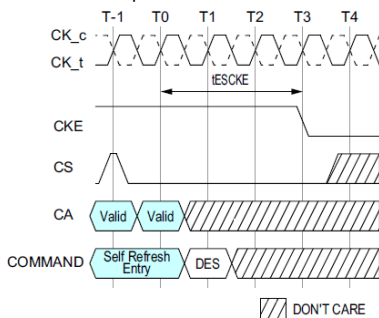 T-1 T0 T1 T2 T3 T4
CK_c
CK_t
tESCKE
CKE
CS
CA Valid Valid
COMMAND Self Refresh Entry DES
DON'T CARE